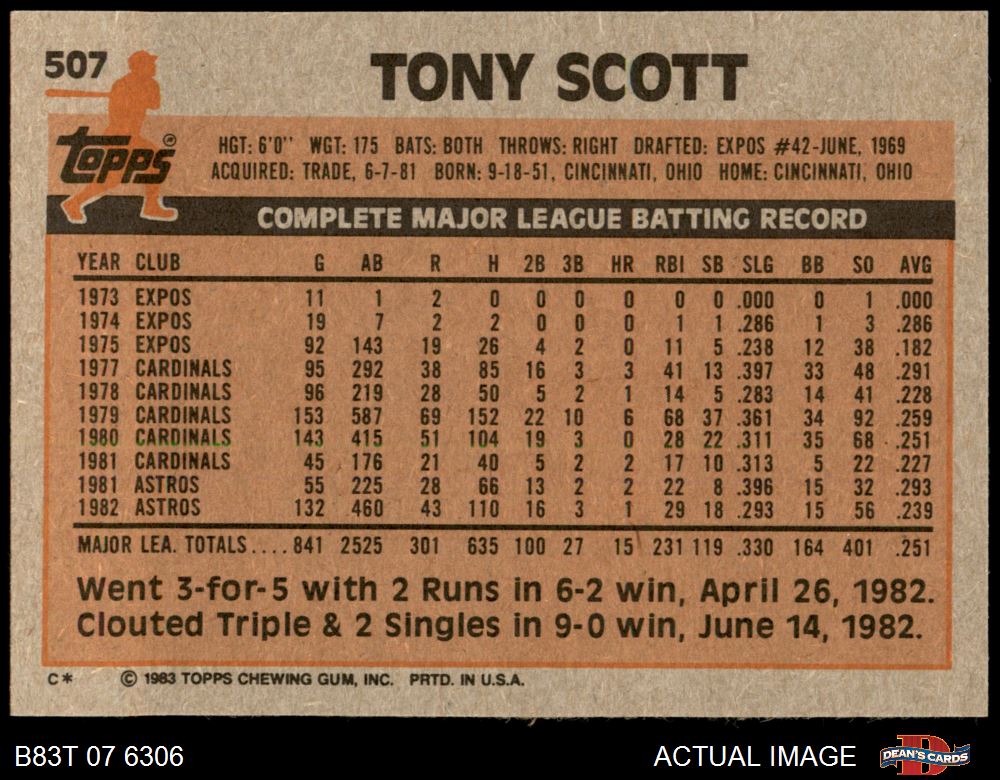 507
TONY SCOTT
Topps®
HGT: 6'0" WGT: 175 BATS: BOTH THROWS: RIGHT DRAFTED: EXPOS #42-JUNE, 1969
ACQUIRED: TRADE, 6-7-81 BORN: 9-18-51, CINCINNATI, OHIO HOME: CINCINNATI, OHIO
COMPLETE MAJOR LEAGUE BATTING RECORD
YEAR CLUB G AB R H 2B 3B HR RBI SB SLG BB SO AVG
1973 EXPOS 11 1 2 0 0 0 0 0 0 .000 0 1 .000
1974 EXPOS 19 7 2 2 0 0 0 1 1 .286 1 3 .286
1975 EXPOS 92 143 19 26 4 2 0 11 5 .238 12 38 .182
1977 CARDINALS 95 292 38 85 16 3 3 41 13 .397 33 48 .291
1978 CARDINALS 96 219 28 50 5 2 1 14 5 .283 14 41 .228
1979 CARDINALS 153 587 69 152 22 10 6 68 37 .361 34 92 .259
1980 CARDINALS 143 415 51 104 19 3 0 28 22 .311 35 68 .251
1981 CARDINALS 45 176 21 40 5 2 2 17 10 .313 5 22 .227
1981 ASTROS 55 225 28 66 13 2 2 22 8 .396 15 32 .293
1982 ASTROS 132 460 43 110 16 3 1 29 18 .293 15 56 .239
MAJOR LEA. TOTALS.... 841 2525 301 635 100 27 15 231 119 .330 164 401 .251
Went 3-for-5 with 2 Runs in 6-2 win, April 26, 1982.
Clouted Triple & 2 Singles in 9-0 win, June 14, 1982.
C* © 1983 TOPPS CHEWING GUM, INC. PRTD. IN U.S.A.
B83T 07 6306 ACTUAL IMAGE DEAN'S CARDS